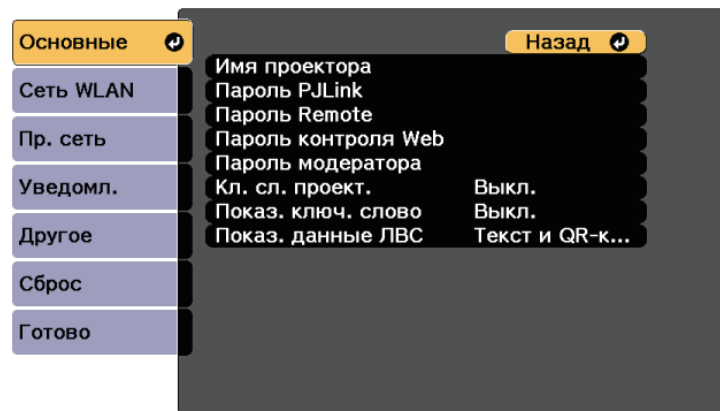 Основные
Сеть WLAN
Пр. сеть
Уведомл.
Другое
Сброс
Готово
Назад
Имя проектора
Пароль PJLink
Пароль Remote
Пароль контроля Web
Пароль модератора
Кл. сл. проект. Выкл.
Показ. ключ. слово Выкл.
Показ. данные ЛВС Текст и QR-к...